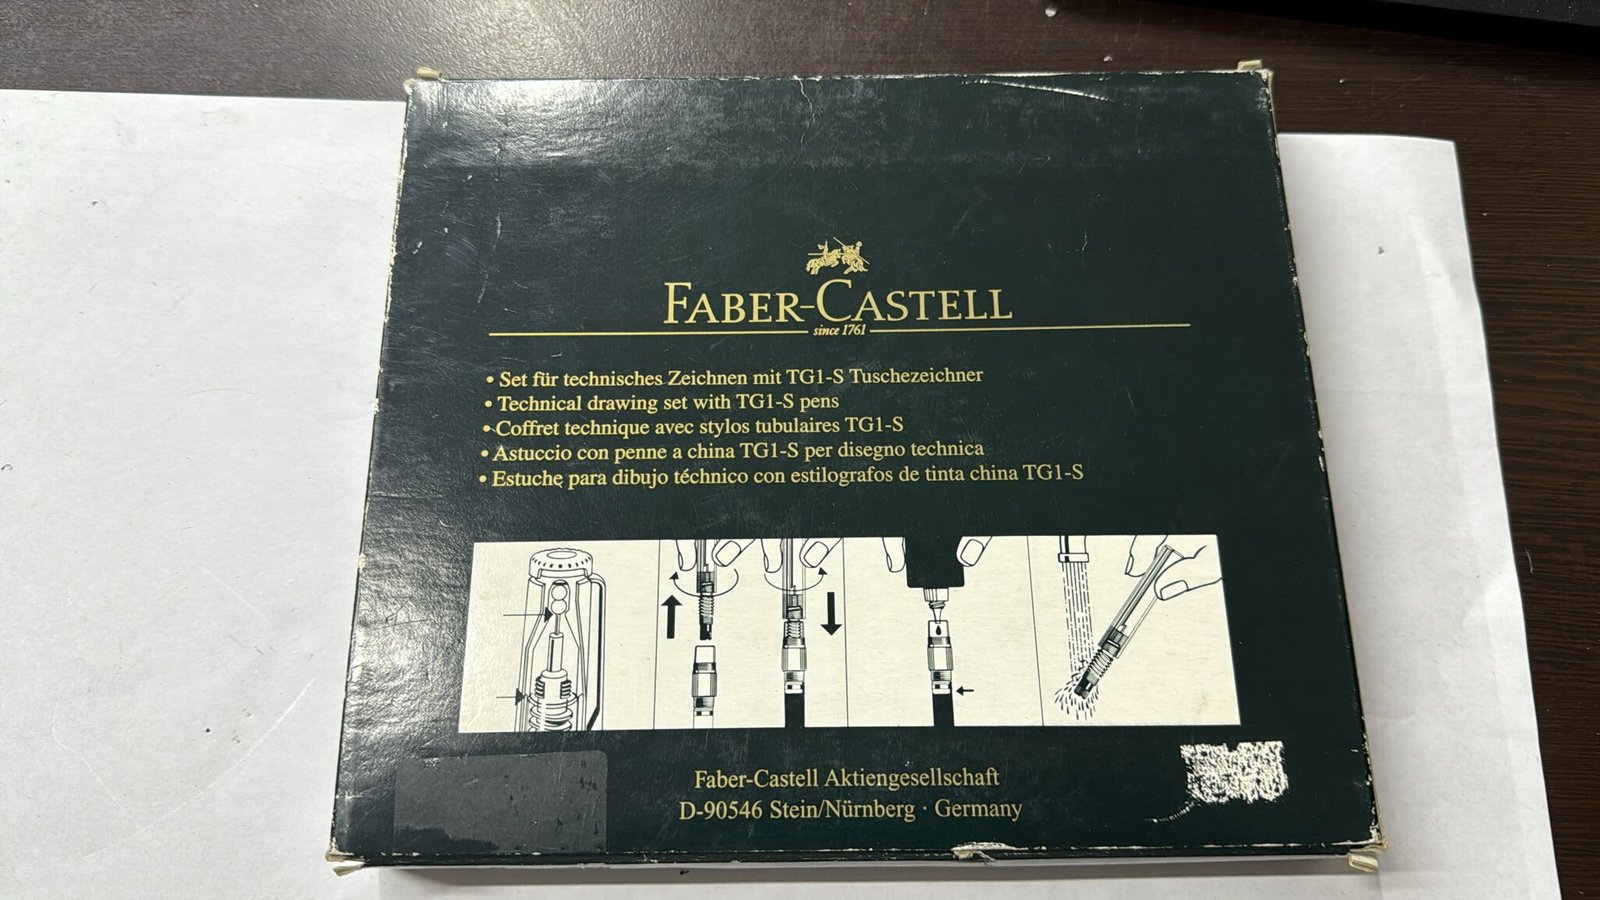 FABER-CASTELL
since 1761
• Set für technisches Zeichnen mit TG1-S Tuschezeichner
• Technical drawing set with TG1-S pens
• Coffret technique avec stylos tubulaires TG1-S
• Astuccio con penne a china TG1-S per disegno technica
• Estuche para dibujo técnico con estilografos de tinta china TG1-S
Faber-Castell Aktiengesellschaft
D-90546 Stein/Nürnberg · Germany